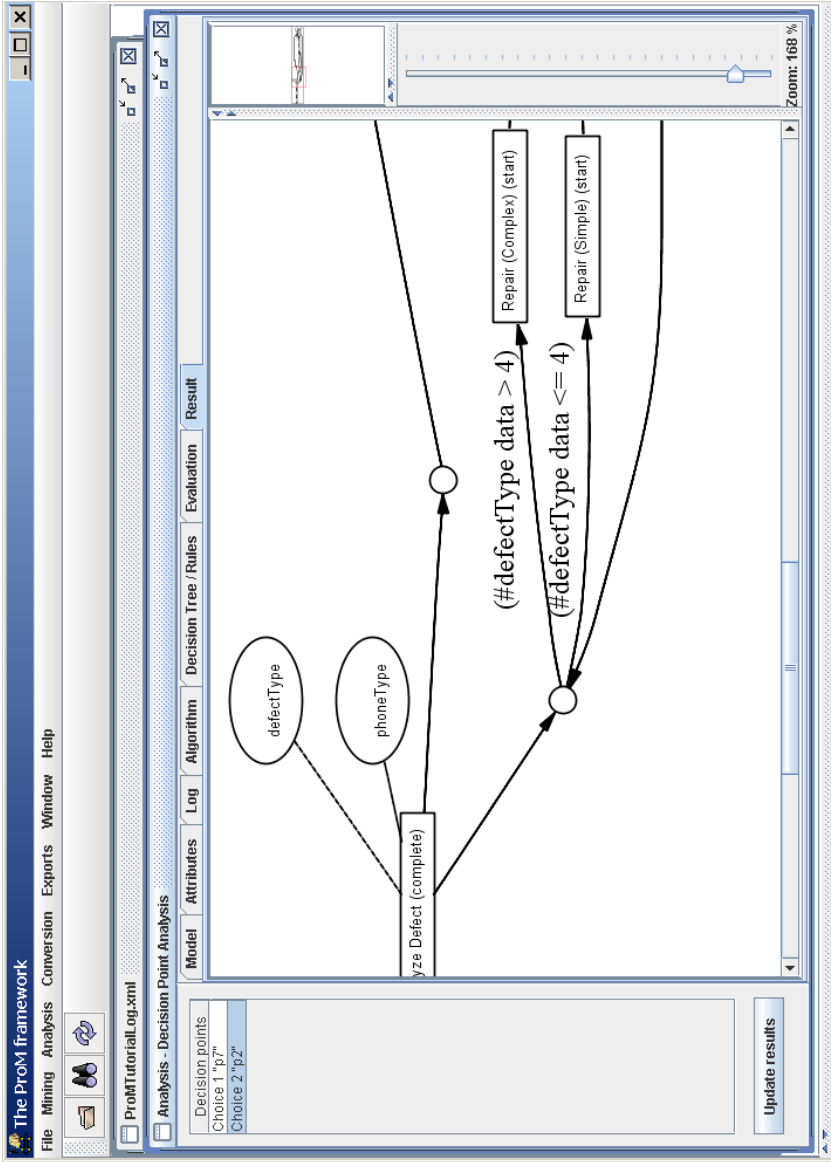 The ProM framework
File Mining Analysis Conversion Exports Window Help
ProMTutorialLog.xml
Analysis - Decision Point Analysis
Decision points
Choice 1 "p7"
Choice 2 "p2"
Update results
Model Attributes Log Algorithm Decision Tree / Rules Evaluation Result
defectType
phoneType
yze Defect (complete)
(#defectType data > 4)
Repair (Complex) (start)
(#defectType data <= 4)
Repair (Simple) (start)
Zoom: 168 %